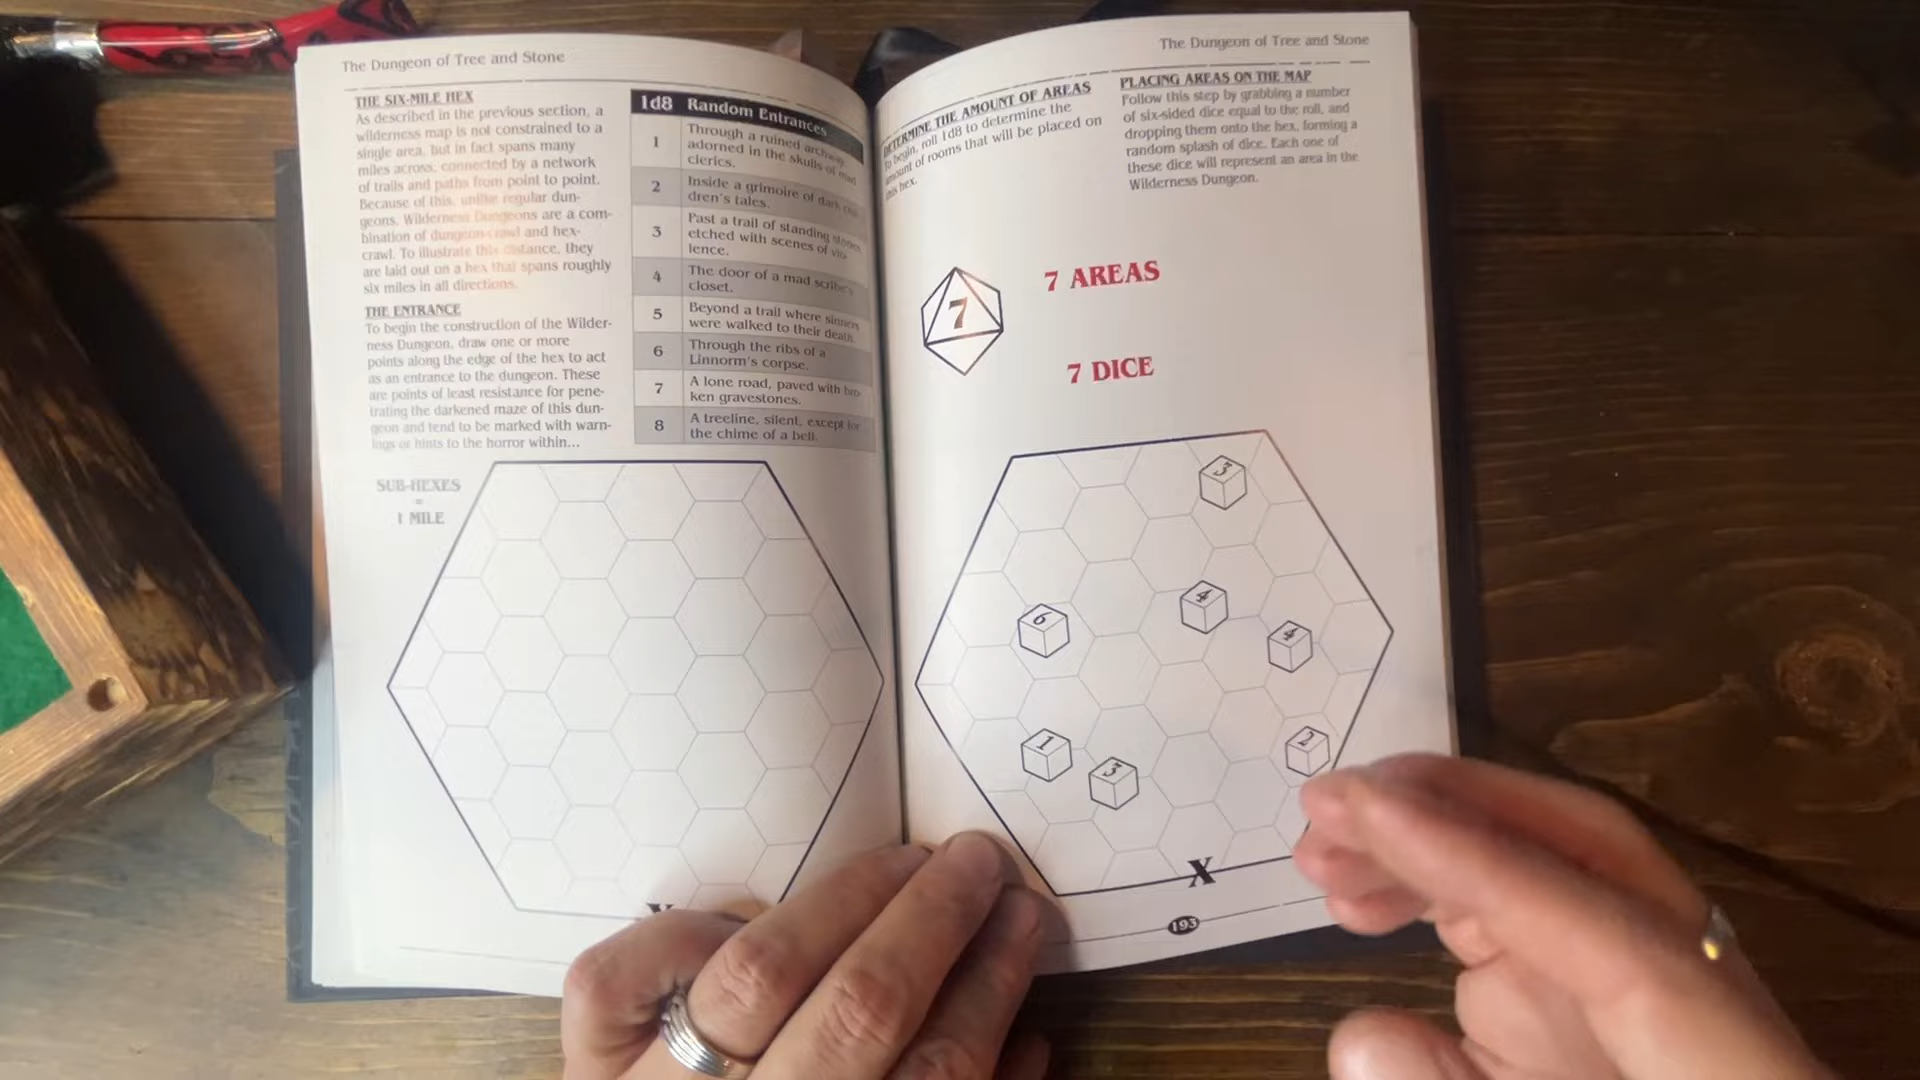 The Dungeon of Tree and Stone
THE SIX-MILE HEX
As described in the previous section, a
wilderness map is not constrained to a
single area, but in fact spans many
miles across, connected by a network
of trails and paths from point to point.
Because of this, unlike regular dun-
geons, Wilderness Dungeons are a com-
bination of dungeon-crawl and hex-
crawl. To illustrate this distance, they
are laid out on a hex that spans roughly
six miles in all directions.
THE ENTRANCE
To begin the construction of the Wilder-
ness Dungeon, draw one or more
points along the edge of the hex to act
as an entrance to the dungeon. These
are points of least resistance for pene-
trating the darkened maze of this dun-
geon and tend to be marked with warn-
ings or hints to the horror within...
1d8 Random Entrances
1 Through a ruined archway,
adorned in the skulls of mad
clerics.
2 Inside a grimoire of dark
dren's tales.
3 Past a trail of standing stones
etched with scenes of vio-
lence.
4 The door of a mad scribe's
closet.
5 Beyond a trail where sinners
were walked to their death.
6 Through the ribs of a
Linnorm's corpse.
7 A lone road, paved with bro-
ken gravestones.
8 A treeline, silent, except for
the chime of a bell.
SUB-HEXES
=
1 MILE
The Dungeon of Tree and Stone
DETERMINE THE AMOUNT OF AREAS
To begin, roll 1d8 to determine the
amount of rooms that will be placed on
this hex.
PLACING AREAS ON THE MAP
Follow this step by grabbing a number
of six-sided dice equal to the roll, and
dropping them onto the hex, forming a
random splash of dice. Each one of
these dice will represent an area in the
Wilderness Dungeon.
7
7 AREAS
7 DICE
3
4
6
4
1
2
3
X
193